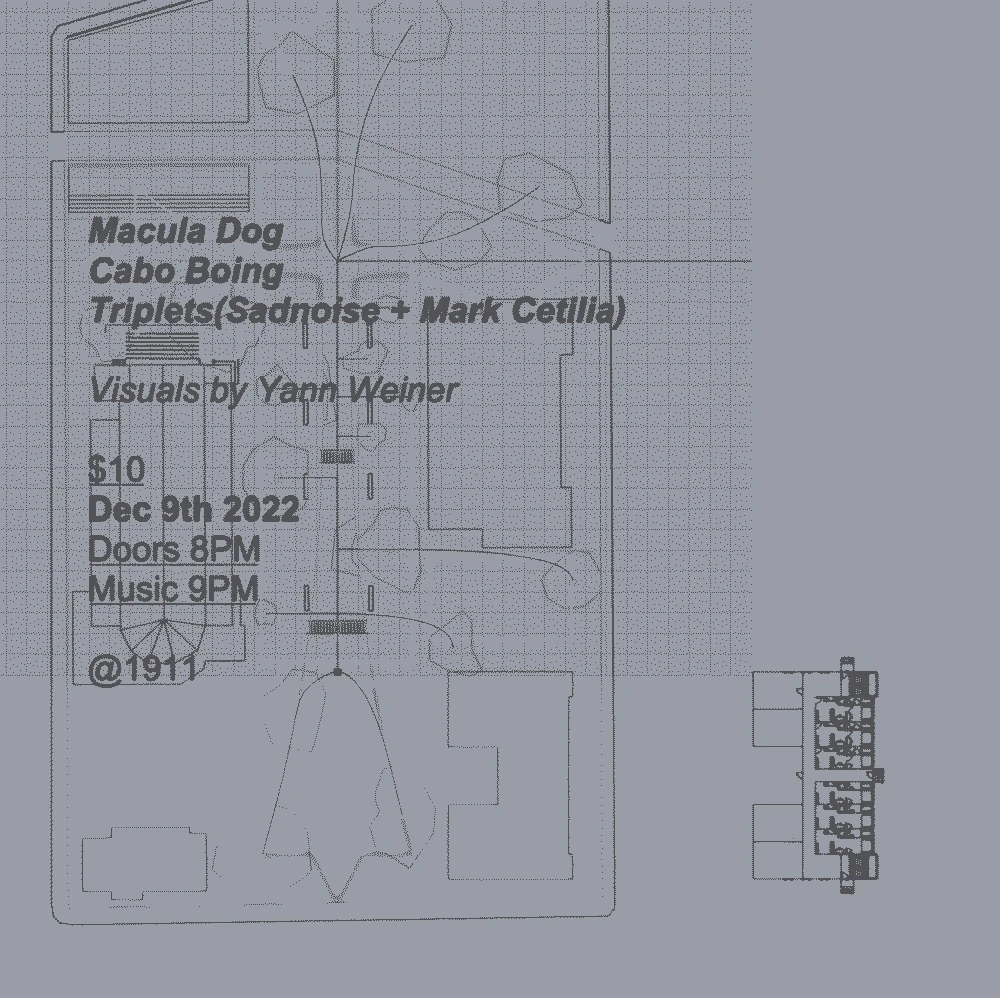 Macula Dog
Cabo Boing
Triplets(Sadnoise + Mark Cetilia)
Visuals by Yann Weiner
$10
Dec 9th 2022
Doors 8PM
Music 9PM
@1911